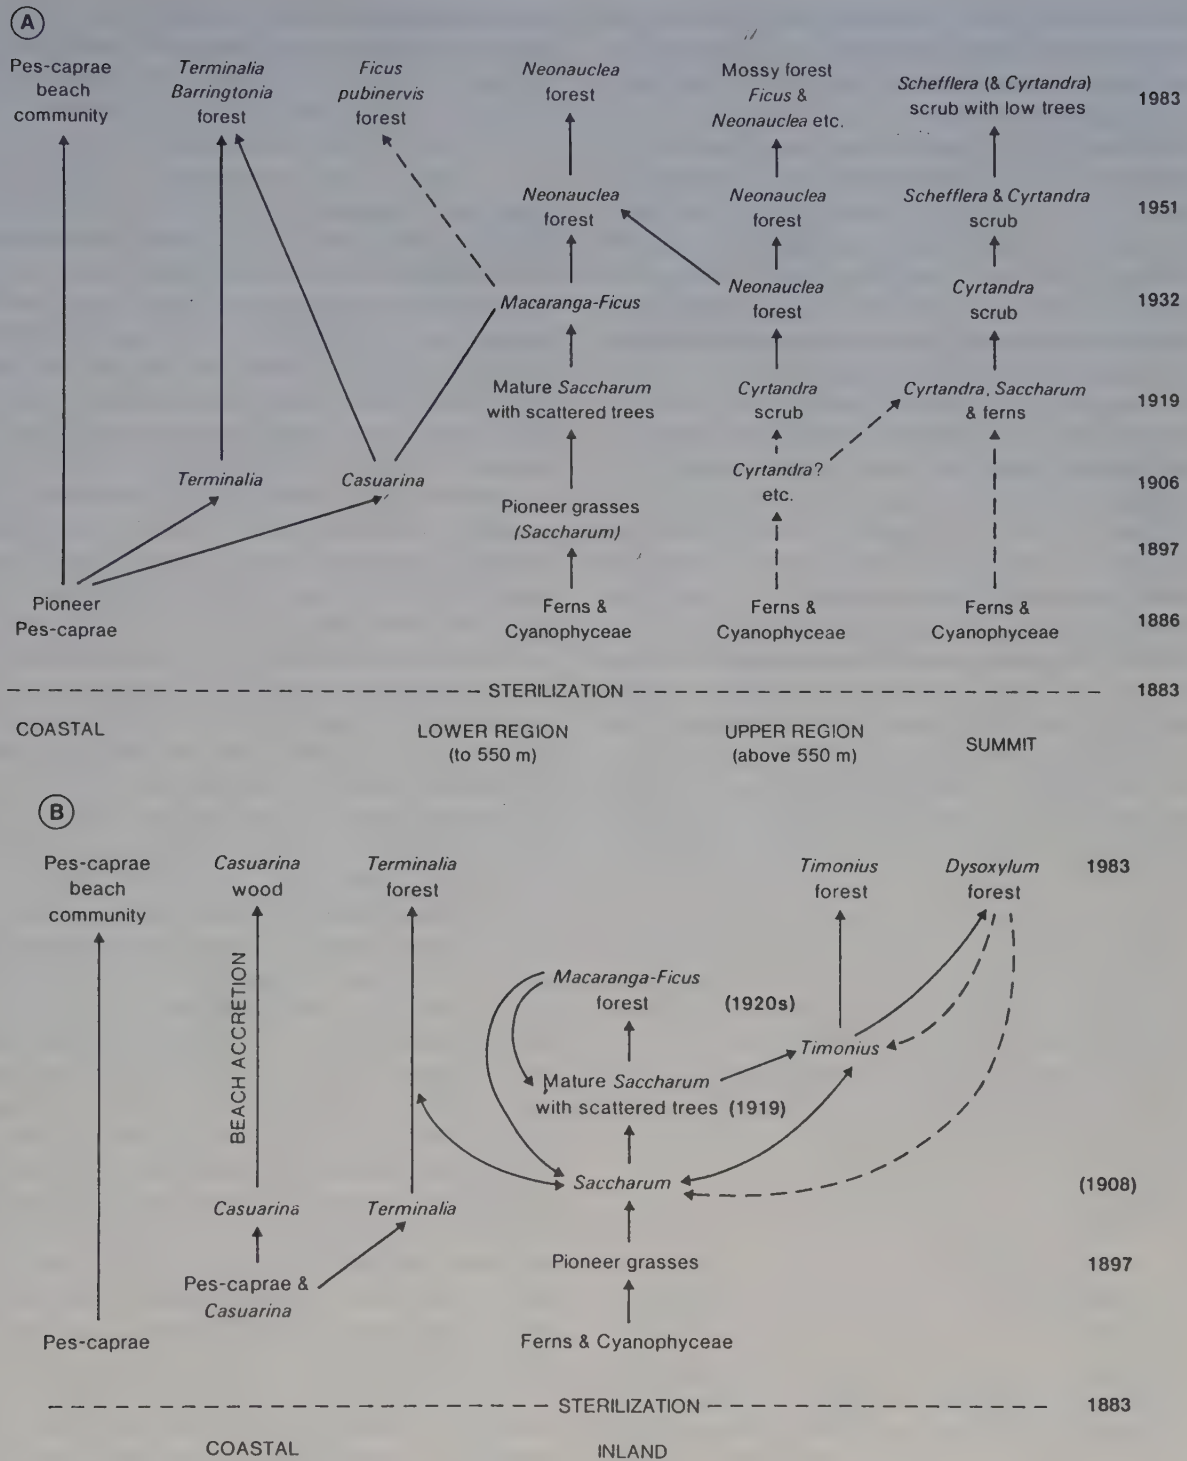 A
Pes-caprae
beach
community
Terminalia
Barringtonia
forest
Ficus
pubinervis
forest
Neonauclea
forest
Mossy forest
Ficus &
Neonauclea etc.
Schefflera (& Cyrtandra)
scrub with low trees
1983
Neonauclea
forest
Neonauclea
forest
Schefflera & Cyrtandra
scrub
1951
Macaranga-Ficus
Neonauclea
forest
Cyrtandra
scrub
1932
Mature Saccharum
with scattered trees
Cyrtandra
scrub
Cyrtandra, Saccharum
& ferns
1919
Terminalia
Casuarina
Pioneer grasses
(Saccharum)
Cyrtandra?
etc.
1906
1897
Pioneer
Pes-caprae
Ferns &
Cyanophyceae
Ferns &
Cyanophyceae
Ferns &
Cyanophyceae
1886
STERILIZATION
1883
COASTAL
LOWER REGION
(to 550 m)
UPPER REGION
(above 550 m)
SUMMIT
B
Pes-caprae
beach
community
Casuarina
wood
Terminalia
forest
Timonius
forest
Dysoxylum
forest
1983
BEACH ACCRETION
Macaranga-Ficus
forest
(1920s)
Timonius
Mature Saccharum
with scattered trees (1919)
Saccharum
(1908)
Casuarina
Terminalia
Pioneer grasses
1897
Pes-caprae &
Casuarina
Pes-caprae
Ferns & Cyanophyceae
STERILIZATION
1883
COASTAL
INLAND